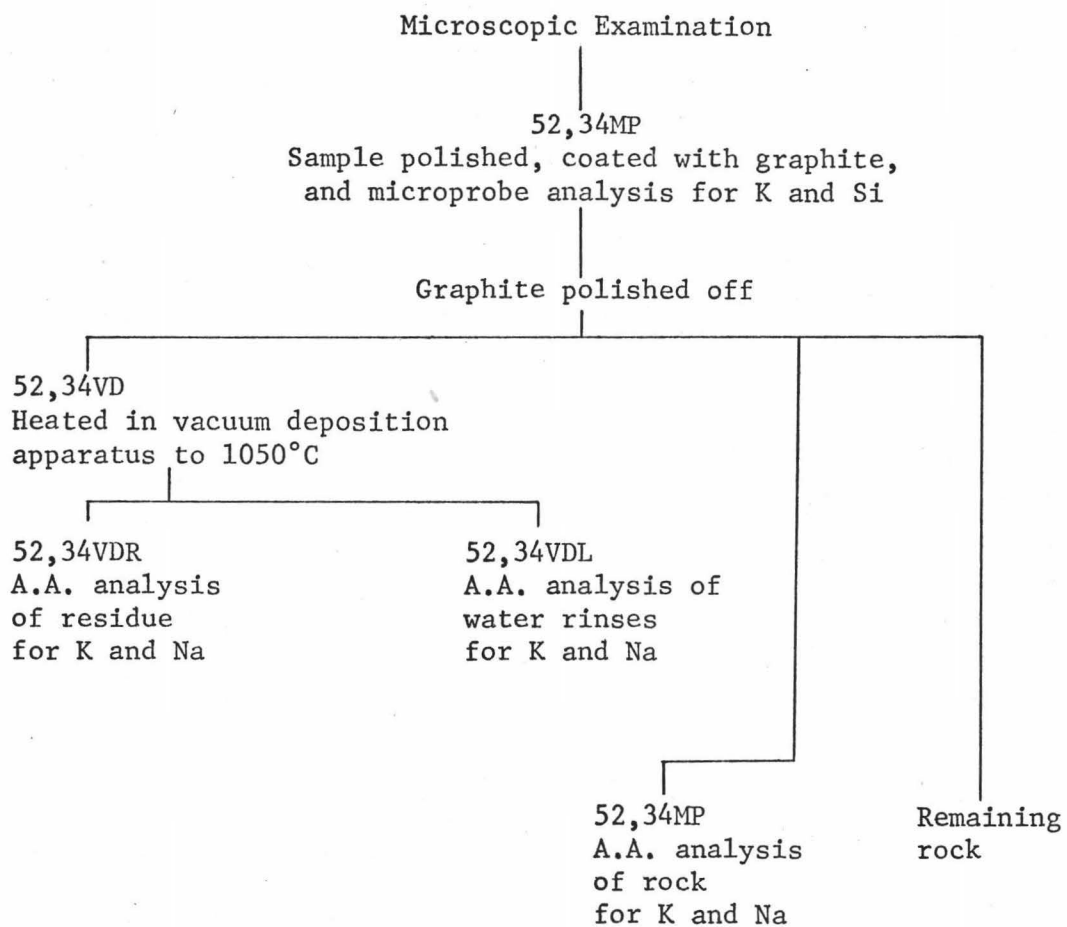 Microscopic Examination
52,34MP
Sample polished, coated with graphite,
and microprobe analysis for K and Si
Graphite polished off
52,34VD
Heated in vacuum deposition
apparatus to 1050°C
52,34VDR
A.A. analysis
of residue
for K and Na
52,34VDL
A.A. analysis of
water rinses
for K and Na
52,34MP
A.A. analysis
of rock
for K and Na
Remaining
rock